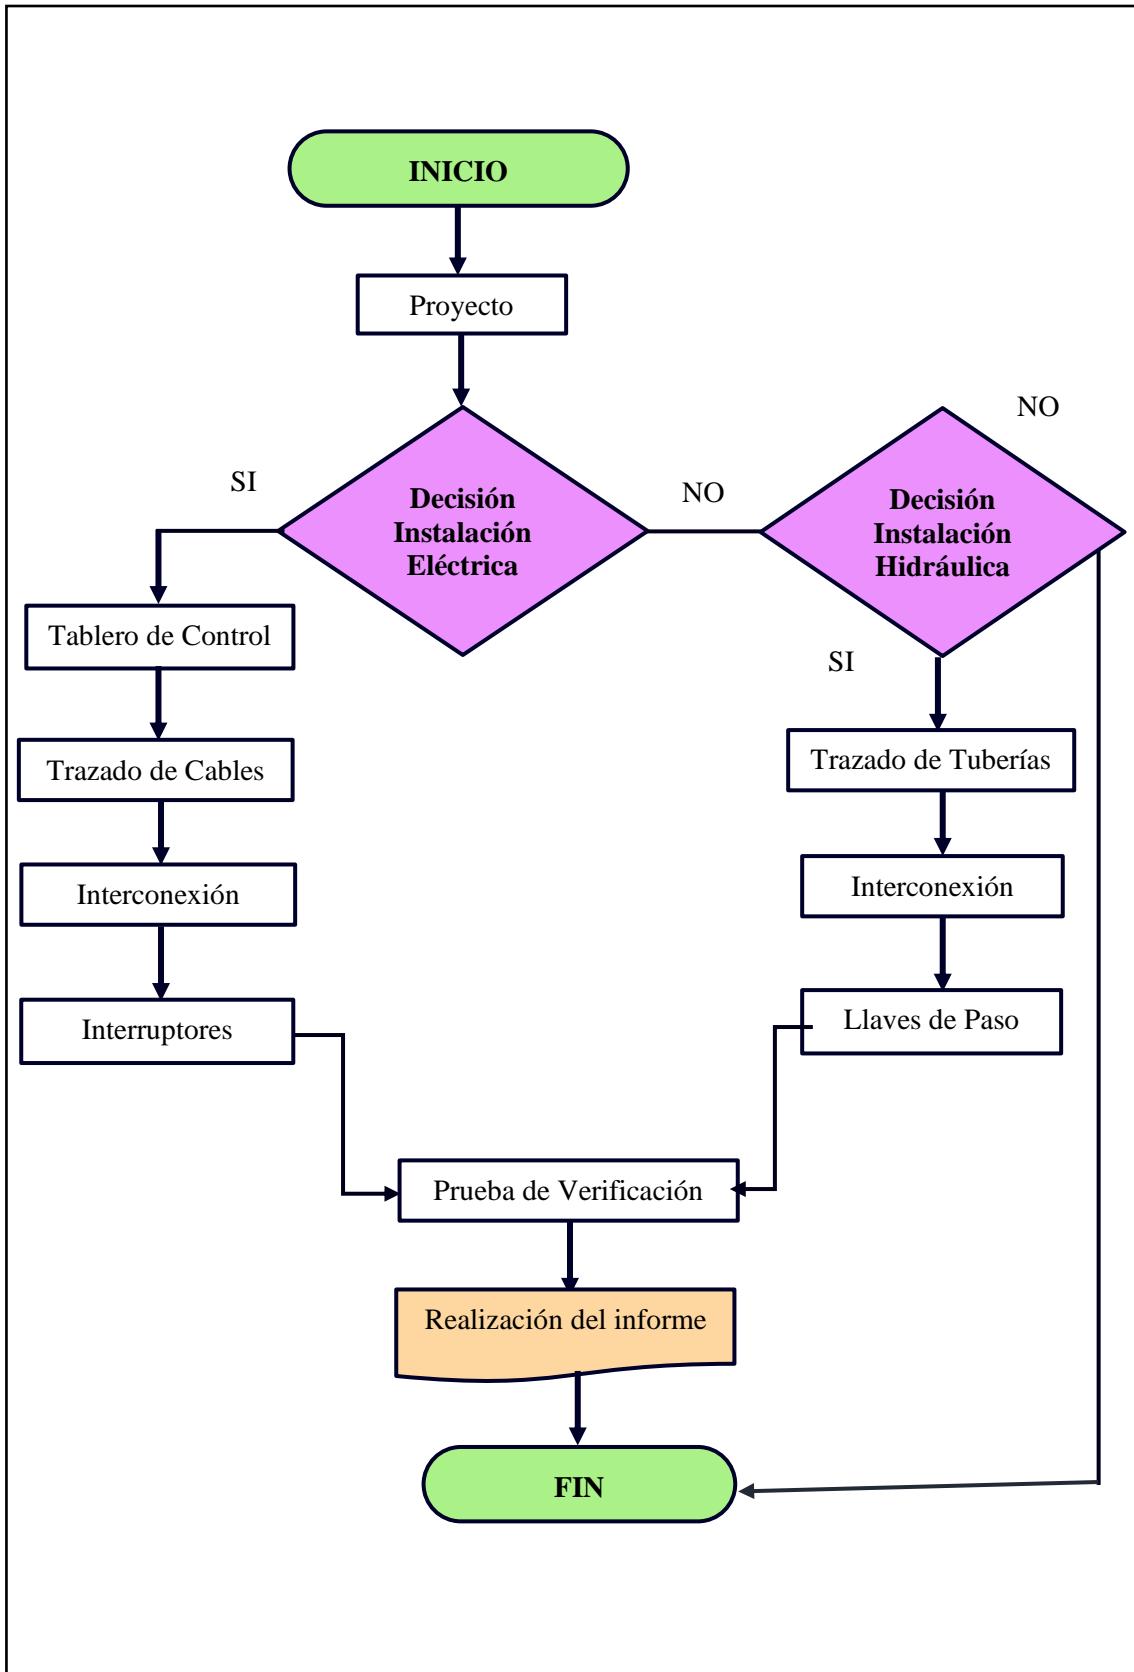 INICIO
Proyecto
NO
SI
Decisión
Instalación
Eléctrica
NO
Decisión
Instalación
Hidráulica
Tablero de Control
SI
Trazado de Cables
Trazado de Tuberías
Interconexión
Interconexión
Interruptores
Llaves de Paso
Prueba de Verificación
Realización del informe
FIN